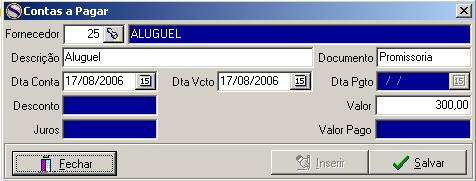 Contas a Pagar
Fornecedor 25 ALUGUEL
Descrição Aluguel Documento Promissoria
Dta Conta 17/08/2006 15 Dta Vcto 17/08/2006 15 Dta Pgto / / 15
Desconto Valor 300,00
Juros Valor Pago
Fechar Inserir Salvar